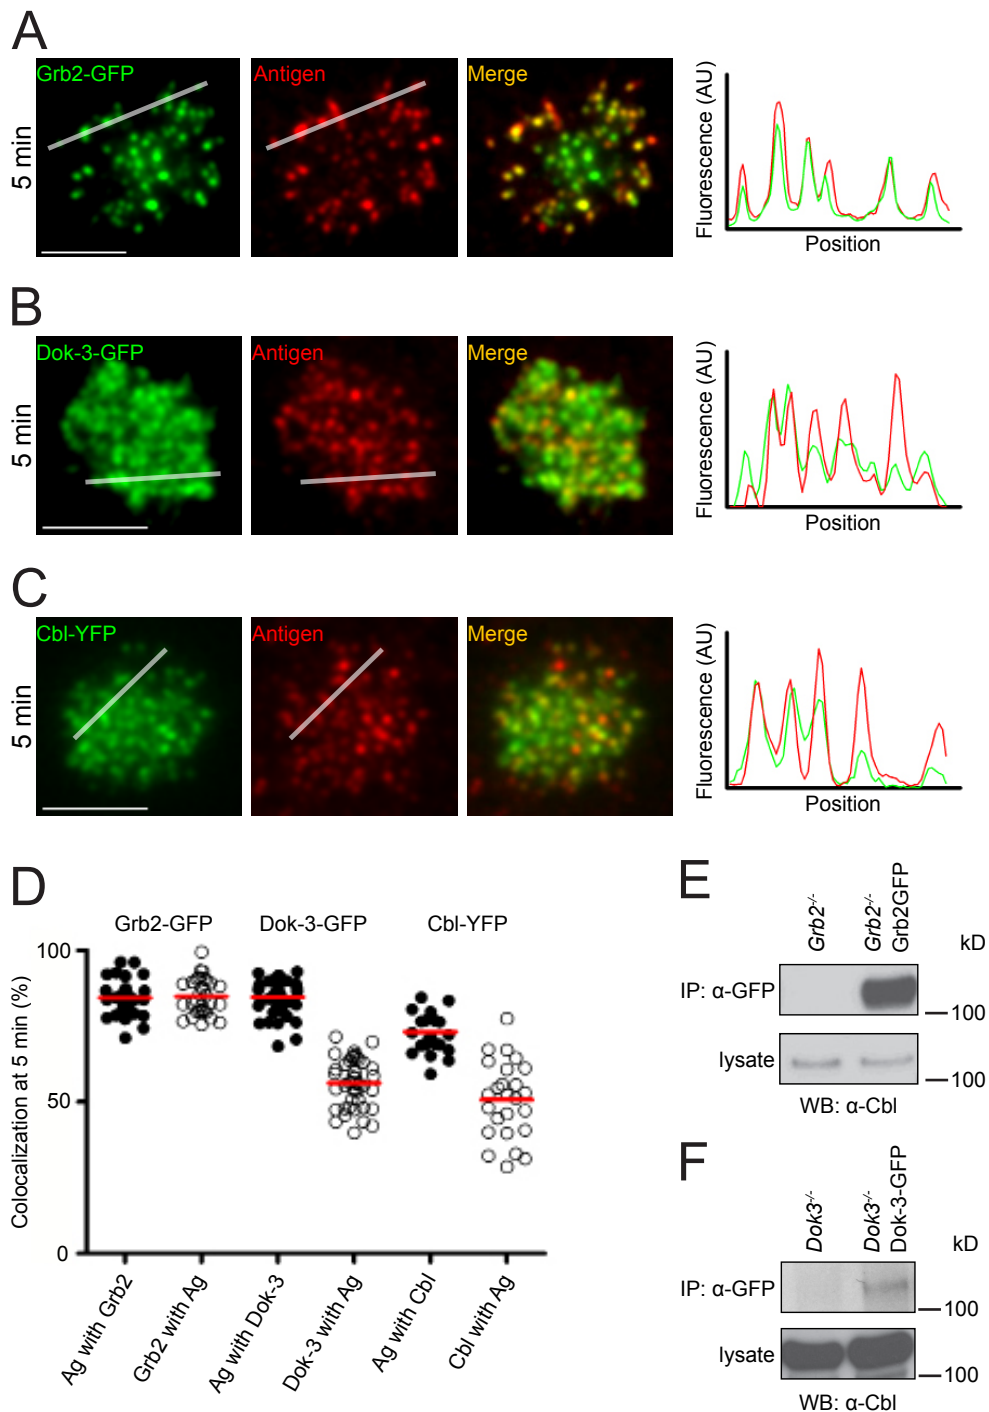 A
Grb2-GFP
Antigen
Merge
5 min
Fluorescence (AU)
Position
B
Dok-3-GFP
Antigen
Merge
5 min
Fluorescence (AU)
Position
C
Cbl-YFP
Antigen
Merge
5 min
Fluorescence (AU)
Position
D
Grb2-GFP
Dok-3-GFP
Cbl-YFP
Colocalization at 5 min (%)
100
50
0
Ag with Grb2
Grb2 with Ag
Ag with Dok-3
Dok-3 with Ag
Ag with Cbl
Cbl with Ag
E
Grb2-/-
Grb2-/-
Grb2GFP
kD
IP: α-GFP
100
lysate
100
WB: α-Cbl
F
Dok3-/-
Dok3-/-
Dok-3-GFP
kD
IP: α-GFP
100
lysate
100
WB: α-Cbl